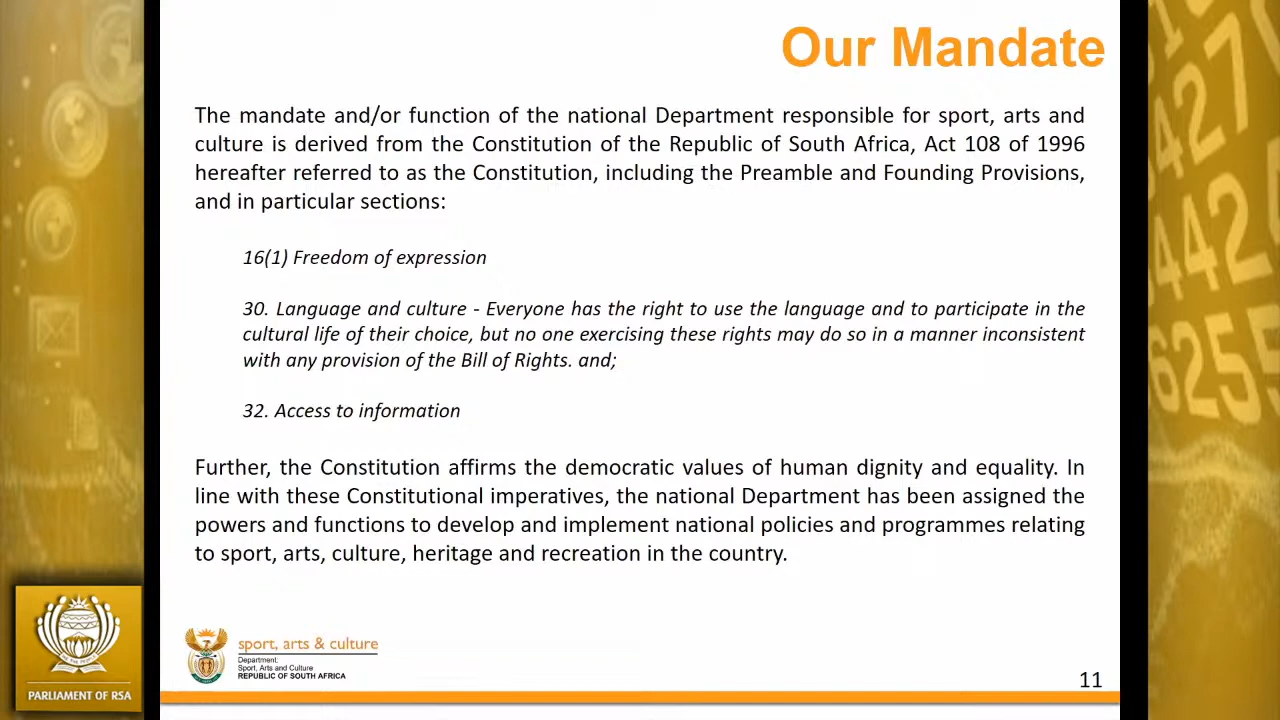 Our Mandate
The mandate and/or function of the national Department responsible for sport, arts and
culture is derived from the Constitution of the Republic of South Africa, Act 108 of 1996
hereafter referred to as the Constitution, including the Preamble and Founding Provisions,
and in particular sections:
16(1) Freedom of expression
30. Language and culture - Everyone has the right to use the language and to participate in the
cultural life of their choice, but no one exercising these rights may do so in a manner inconsistent
with any provision of the Bill of Rights. and;
32. Access to information
Further, the Constitution affirms the democratic values of human dignity and equality. In
line with these Constitutional imperatives, the national Department has been assigned the
powers and functions to develop and implement national policies and programmes relating
to sport, arts, culture, heritage and recreation in the country.
sport, arts & culture
Department:
Sport, Arts and Culture
REPUBLIC OF SOUTH AFRICA
11
PARLIAMENT OF RSA